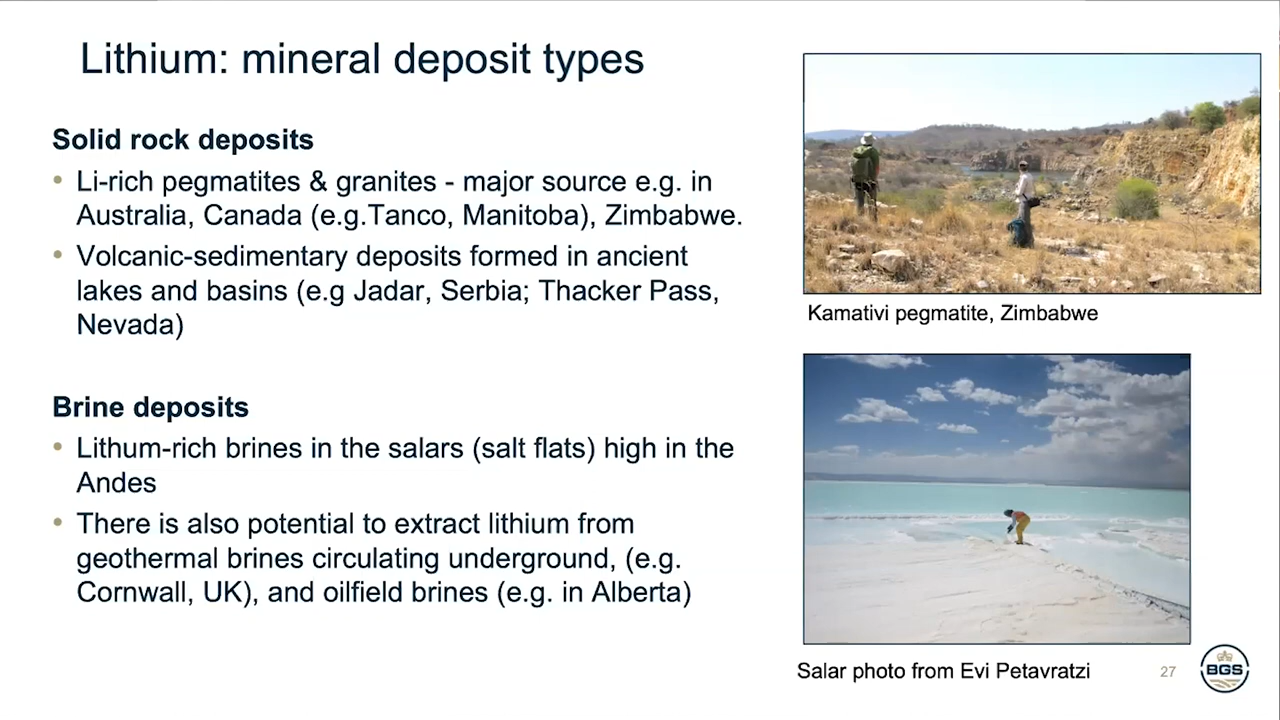 Lithium: mineral deposit types
Solid rock deposits
• Li-rich pegmatites & granites - major source e.g. in
Australia, Canada (e.g.Tanco, Manitoba), Zimbabwe.
• Volcanic-sedimentary deposits formed in ancient
lakes and basins (e.g Jadar, Serbia; Thacker Pass,
Nevada)
Brine deposits
• Lithum-rich brines in the salars (salt flats) high in the
Andes
• There is also potential to extract lithium from
geothermal brines circulating underground, (e.g.
Cornwall, UK), and oilfield brines (e.g. in Alberta)
Kamativi pegmatite, Zimbabwe
Salar photo from Evi Petavratzi
27
BGS